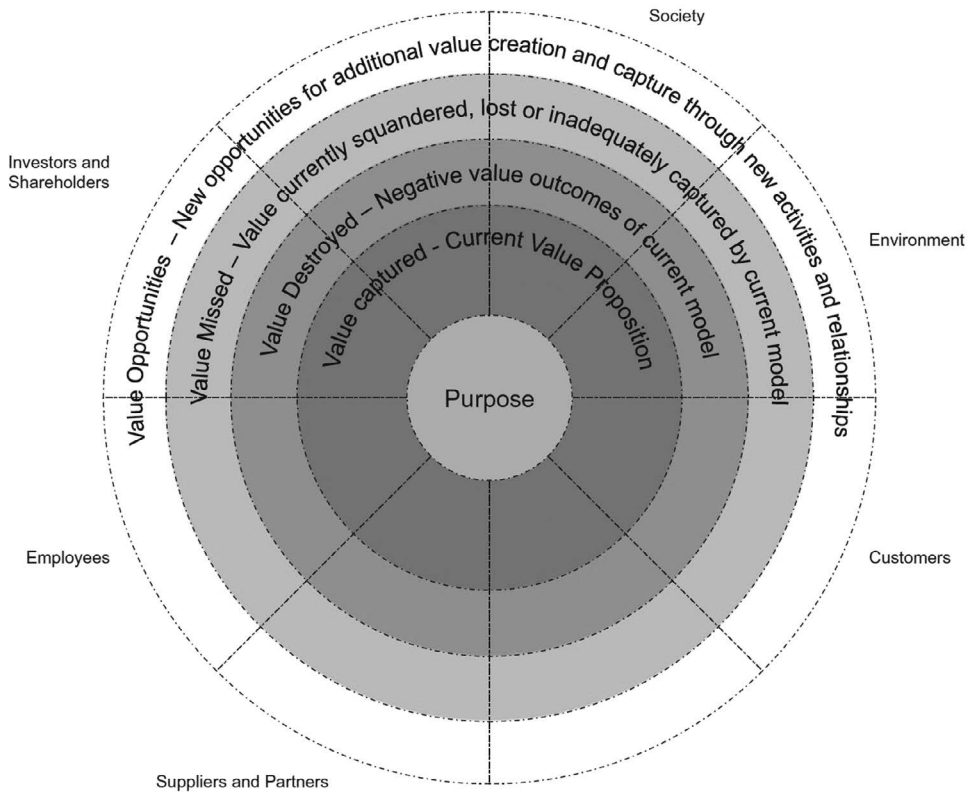 Society
Value Opportunities – New opportunities for additional value creation and capture through new activities and relationships
Value Missed – Value currently squandered, lost or inadequately captured by current model
Value Destroyed – Negative value outcomes of current model
Value captured - Current Value Proposition
Investors and
Shareholders
Environment
Purpose
Employees
Customers
Suppliers and Partners